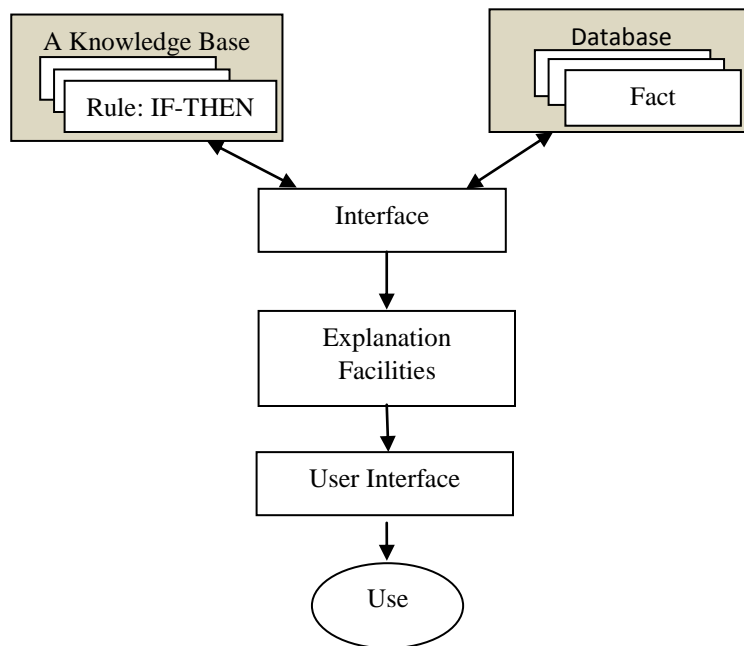 A Knowledge Base
Rule: IF-THEN
Database
Fact
Interface
Explanation
Facilities
User Interface
Use